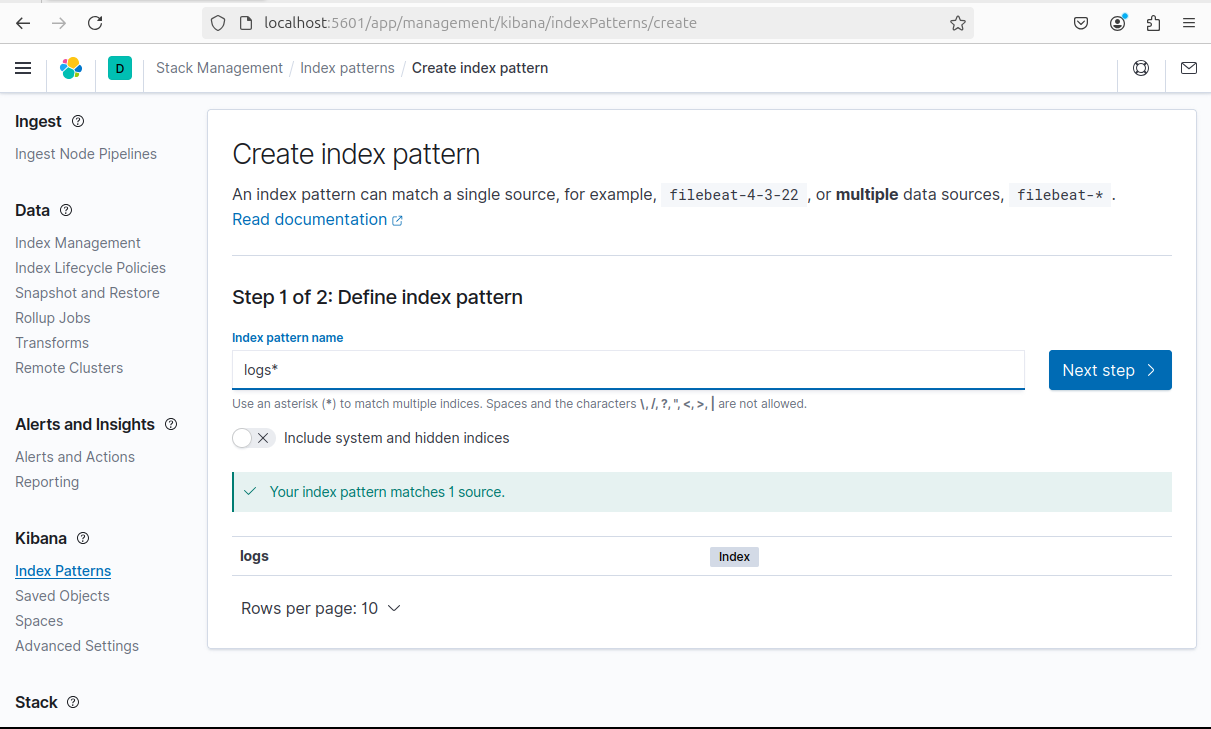 localhost:5601/app/management/kibana/indexPatterns/create
D Stack Management / Index patterns / Create index pattern
Ingest
Ingest Node Pipelines
Data
Index Management
Index Lifecycle Policies
Snapshot and Restore
Rollup Jobs
Transforms
Remote Clusters
Alerts and Insights
Alerts and Actions
Reporting
Kibana
Index Patterns
Saved Objects
Spaces
Advanced Settings
Stack
Create index pattern
An index pattern can match a single source, for example, filebeat-4-3-22 , or multiple data sources, filebeat-* .
Read documentation
Step 1 of 2: Define index pattern
Index pattern name
logs*
Next step
Use an asterisk (*) to match multiple indices. Spaces and the characters \, /, ?, ", <, >, | are not allowed.
Include system and hidden indices
Your index pattern matches 1 source.
logs Index
Rows per page: 10